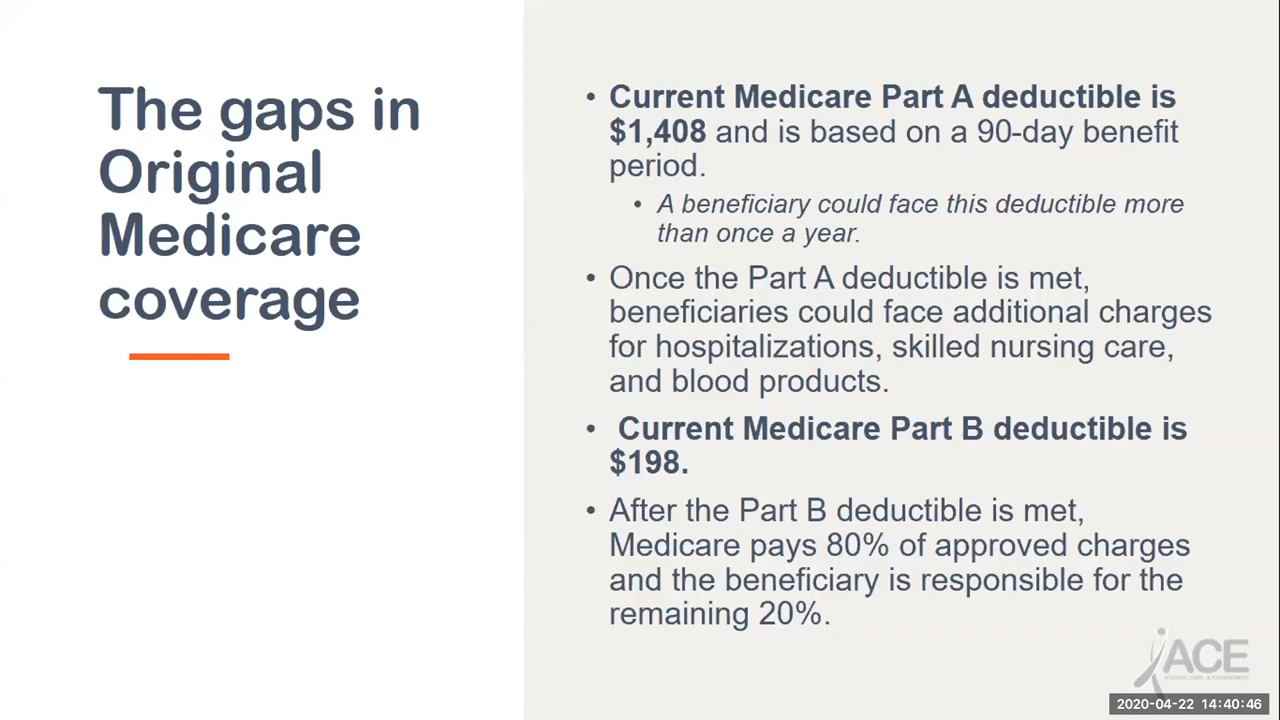 The gaps in
Original
Medicare
coverage
• Current Medicare Part A deductible is
$1,408 and is based on a 90-day benefit
period.
• A beneficiary could face this deductible more
than once a year.
• Once the Part A deductible is met,
beneficiaries could face additional charges
for hospitalizations, skilled nursing care,
and blood products.
• Current Medicare Part B deductible is
$198.
• After the Part B deductible is met,
Medicare pays 80% of approved charges
and the beneficiary is responsible for the
remaining 20%.
ACE
2020-04-22 14:40:46